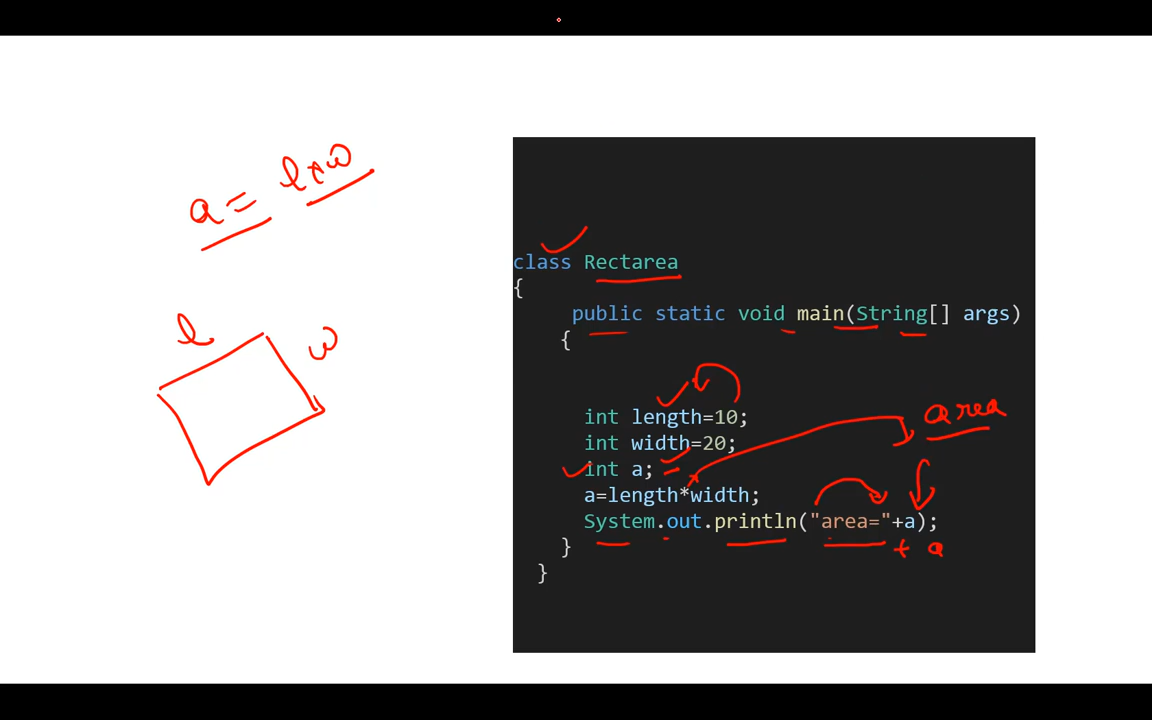 a = l x w
l
w
class Rectarea
{
public static void main(String[] args)
{
int length=10;
area
int width=20;
int a;
a=length*width;
System.out.println("area="+a);
}
+ a
}